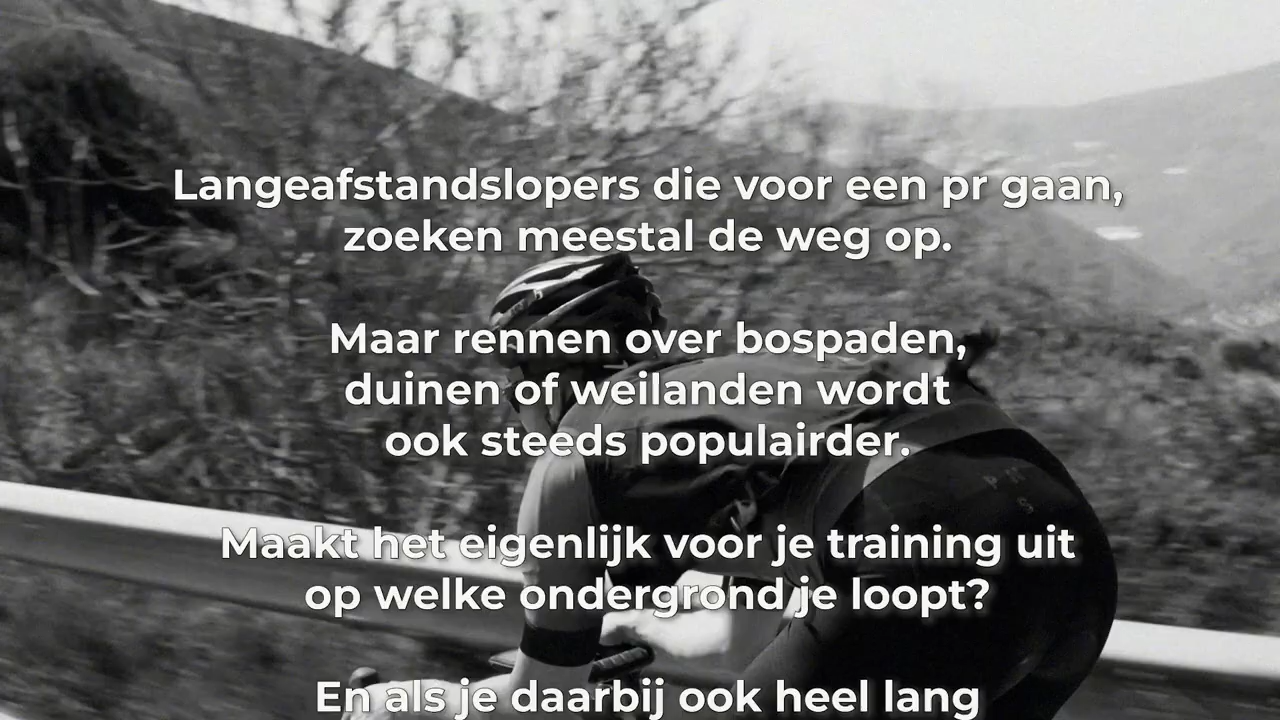 Langeafstandslopers die voor een pr gaan,
zoeken meestal de weg op.
Maar rennen over bospaden,
duinen of weilanden wordt
ook steeds populairder.
Maakt het eigenlijk voor je training uit
op welke ondergrond je loopt?
En als je daarbij ook heel lang